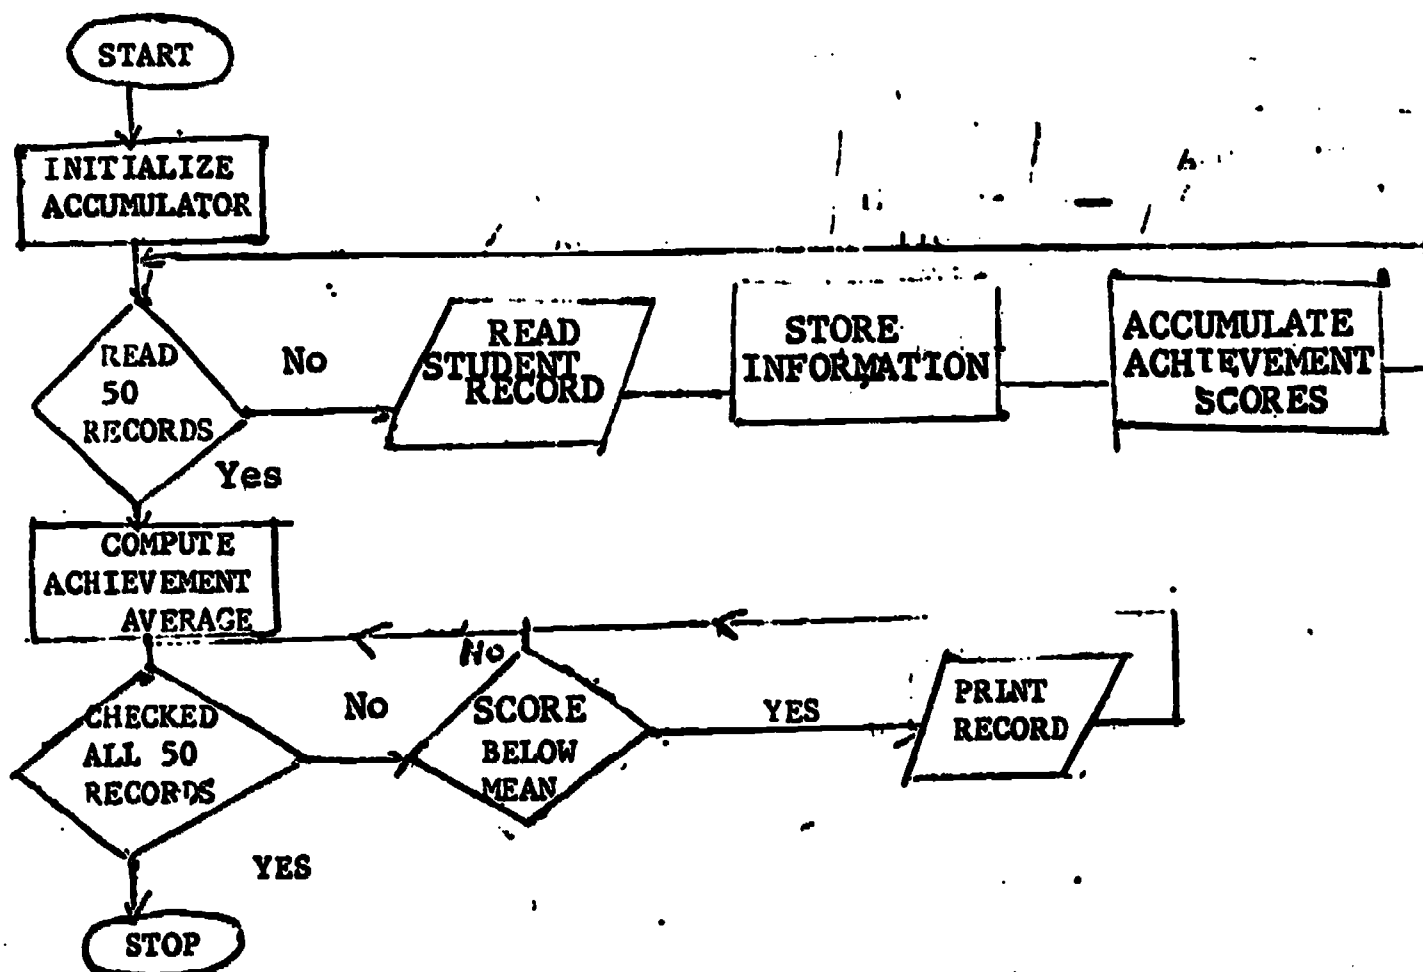 START
INITIALIZE
ACCUMULATOR
READ
50
RECORDS
No
READ
STUDENT
RECORD
STORE
INFORMATION
ACCUMULATE
ACHIEVEMENT
SCORES
Yes
COMPUTE
ACHIEVEMENT
AVERAGE
CHECKED
ALL 50
RECORDS
No
No
SCORE
BELOW
MEAN
YES
PRINT
RECORD
YES
STOP